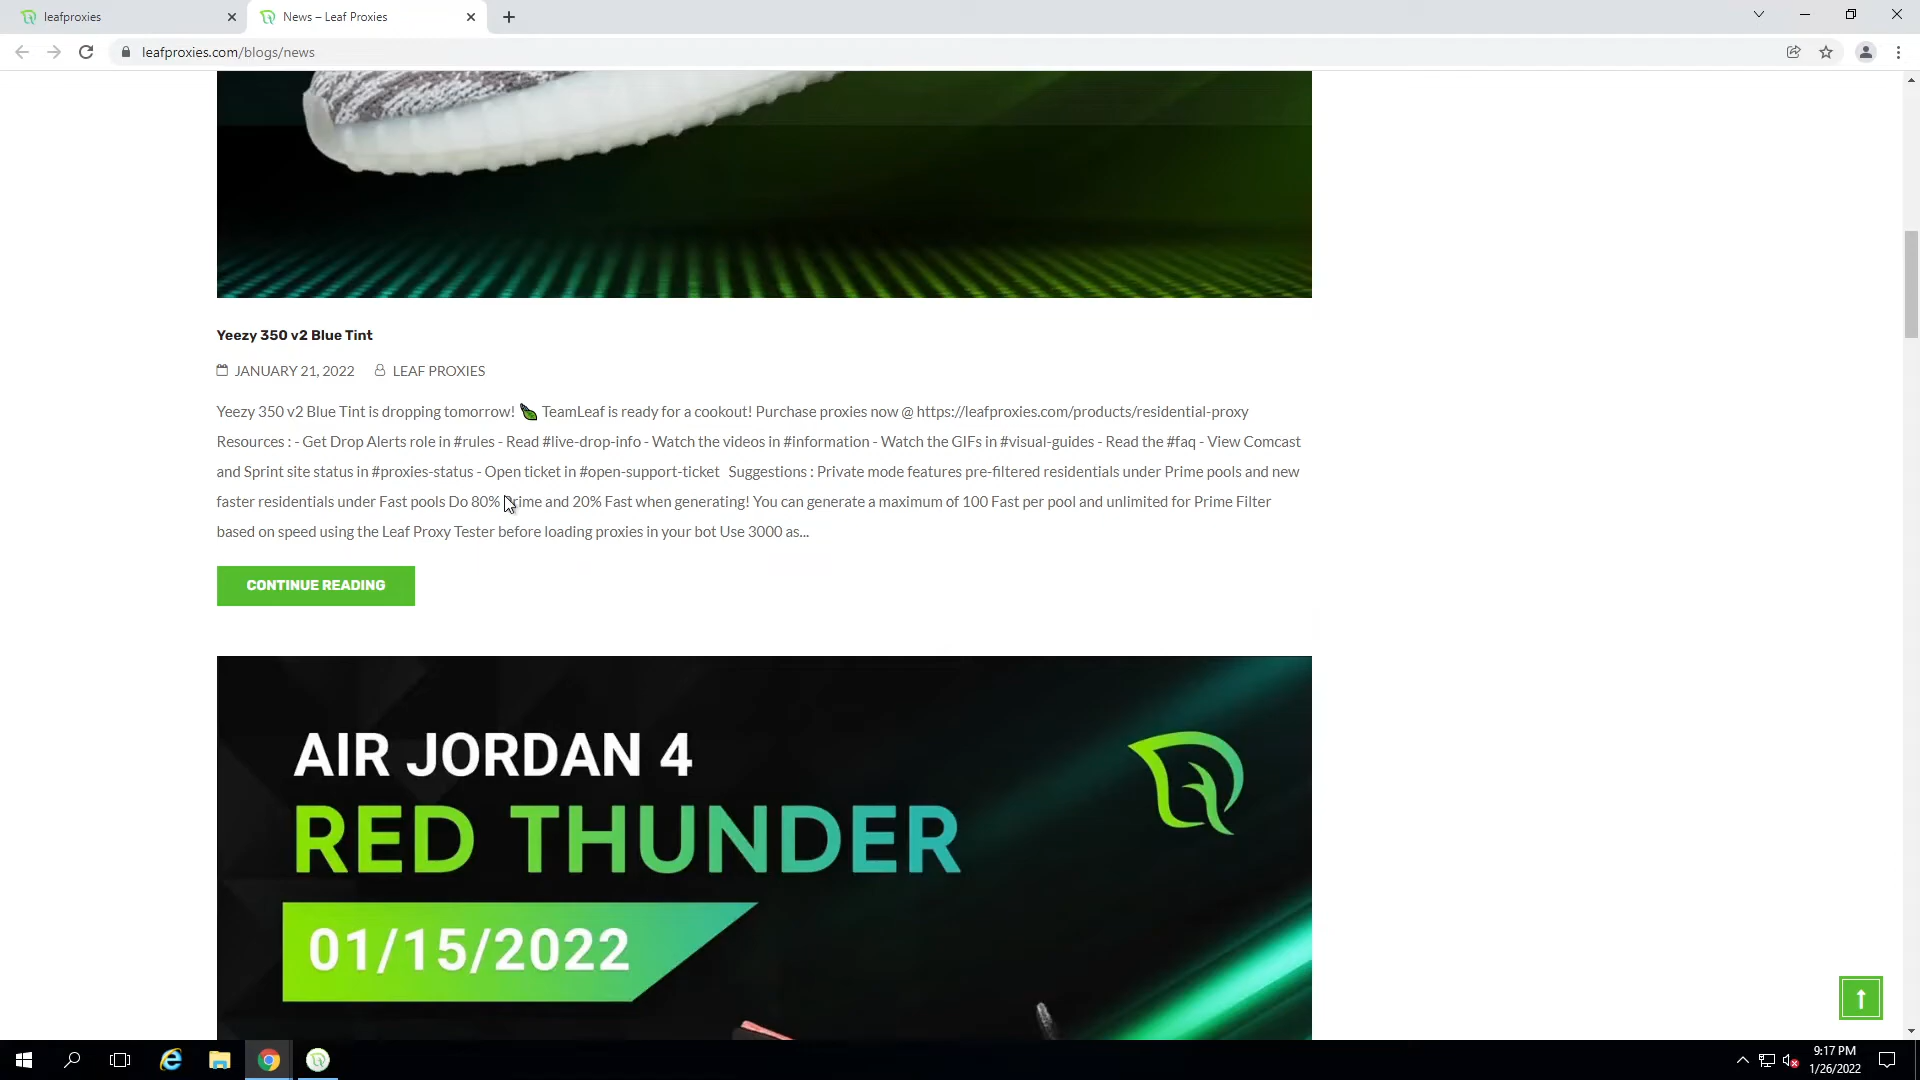 leafproxies
News – Leaf Proxies
leafproxies.com/blogs/news
Yeezy 350 v2 Blue Tint
JANUARY 21, 2022 LEAF PROXIES
Yeezy 350 v2 Blue Tint is dropping tomorrow! TeamLeaf is ready for a cookout! Purchase proxies now @ https://leafproxies.com/products/residential-proxy
Resources : - Get Drop Alerts role in #rules - Read #live-drop-info - Watch the videos in #information - Watch the GIFs in #visual-guides - Read the #faq - View Comcast
and Sprint site status in #proxies-status - Open ticket in #open-support-ticket Suggestions : Private mode features pre-filtered residentials under Prime pools and new
faster residentials under Fast pools Do 80% Prime and 20% Fast when generating! You can generate a maximum of 100 Fast per pool and unlimited for Prime Filter
based on speed using the Leaf Proxy Tester before loading proxies in your bot Use 3000 as...
CONTINUE READING
AIR JORDAN 4
RED THUNDER
01/15/2022
9:17 PM
1/26/2022